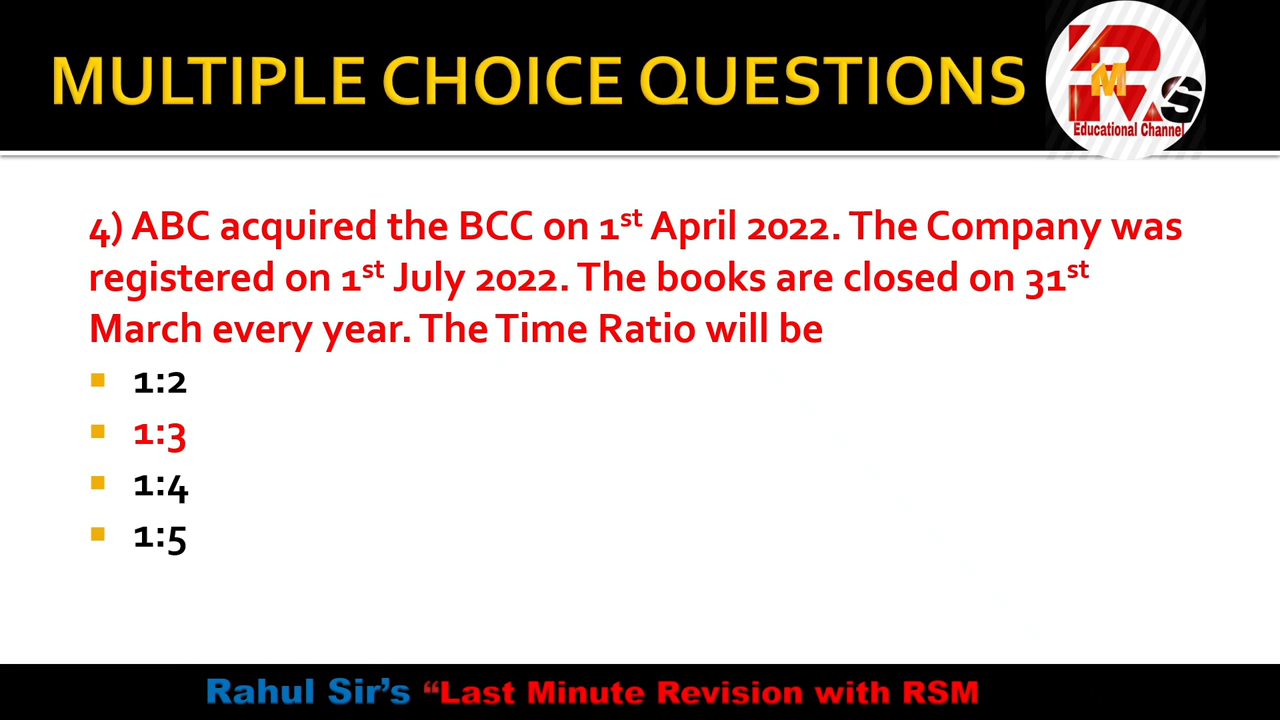 MULTIPLE CHOICE QUESTIONS
RMS
Educational Channel
4) ABC acquired the BCC on 1st April 2022. The Company was
registered on 1st July 2022. The books are closed on 31st
March every year. The Time Ratio will be
1:2
1:3
1:4
1:5
Rahul Sir’s “Last Minute Revision with RSM